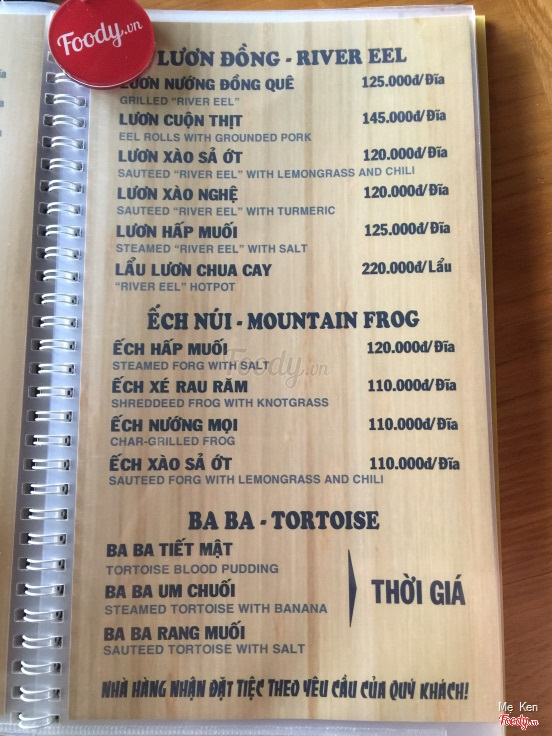 Foody.vn
LƯƠN ĐỒNG - RIVER EEL
LƯƠN NƯỚNG ĐỒNG QUÊ 125.000đ/Đĩa
GRILLED "RIVER EEL"
LƯƠN CUỘN THỊT 145.000đ/Đĩa
EEL ROLLS WITH GROUNDED PORK
LƯƠN XÀO SẢ ỚT 120.000đ/Đĩa
SAUTEED "RIVER EEL" WITH LEMONGRASS AND CHILI
LƯƠN XÀO NGHỆ 120.000đ/Đĩa
SAUTEED "RIVER EEL" WITH TURMERIC
LƯƠN HẤP MUỐI 125.000đ/Đĩa
STEAMED "RIVER EEL" WITH SALT
LẨU LƯƠN CHUA CAY 220.000đ/Lẩu
"RIVER EEL" HOTPOT
ẾCH NÚI - MOUNTAIN FROG
ẾCH HẤP MUỐI 120.000đ/Đĩa
STEAMED FORG WITH SALT
Foody.vn
ẾCH XÉ RAU RĂM 110.000đ/Đĩa
SHREDDEED FROG WITH KNOTGRASS
ẾCH NƯỚNG MỌI 110.000đ/Đĩa
CHAR-GRILLED FROG
ẾCH XÀO SẢ ỚT 110.000đ/Đĩa
SAUTEED FORG WITH LEMONGRASS AND CHILI
BA BA - TORTOISE
BA BA TIẾT MẬT
TORTOISE BLOOD PUDDING
BA BA UM CHUỐI THỜI GIÁ
STEAMED TORTOISE WITH BANANA
BA BA RANG MUỐI
SAUTEED TORTOISE WITH SALT
NHÀ HÀNG NHẬN ĐẶT TIỆC THEO YÊU CẦU CỦA QUÝ KHÁCH!
Mẹ Ken
Foody.vn